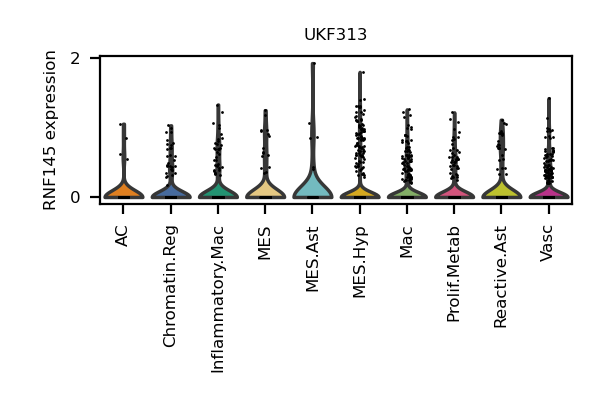 UKF313
RNF145 expression
2
0
AC
Chromatin.Reg
Inflammatory.Mac
MES
MES.Ast
MES.Hyp
Mac
Prolif.Metab
Reactive.Ast
Vasc